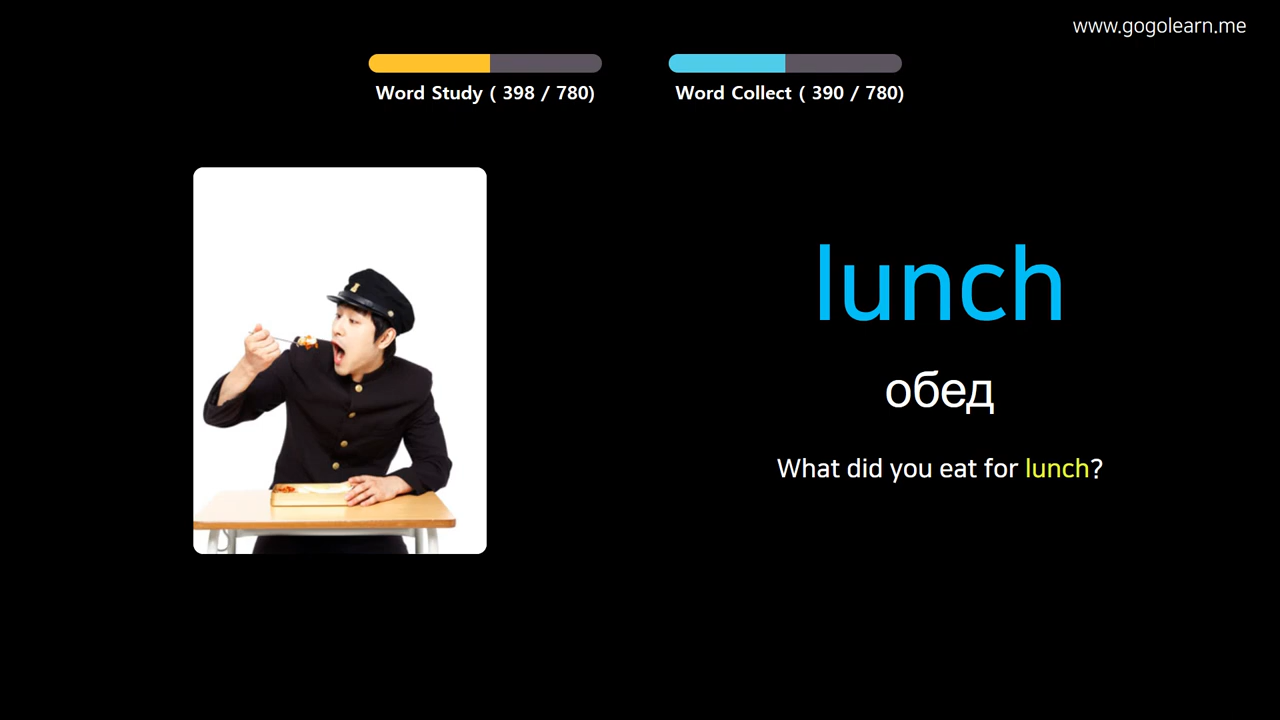 www.gogolearn.me
Word Study ( 398 / 780)
Word Collect ( 390 / 780)
lunch
обед
What did you eat for lunch?